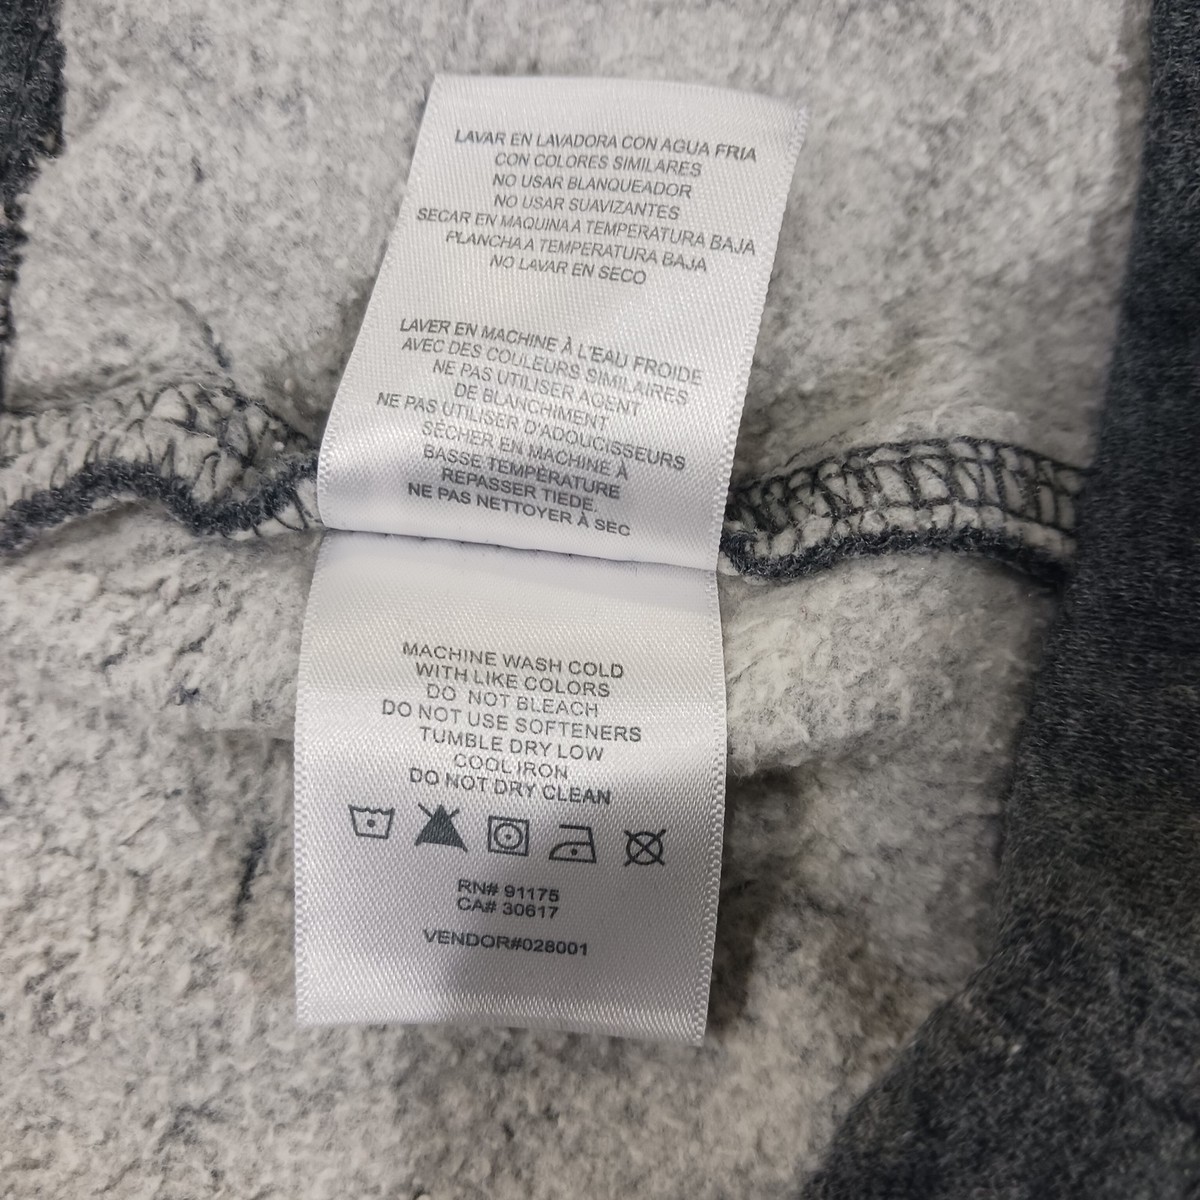 LAVAR EN LAVADORA CON AGUA FRIA
CON COLORES SIMILARES
NO USAR BLANQUEADOR
NO USAR SUAVIZANTES
SECAR EN MAQUINA A TEMPERATURA BAJA
PLANCHA A TEMPERATURA BAJA
NO LAVAR EN SECO
LAVER EN MACHINE À L'EAU FROIDE
AVEC DES COULEURS SIMILAIRES
NE PAS UTILISER AGENT
DE BLANCHIMENT
NE PAS UTILISER D'ADOUCISSEURS
SÉCHER EN MACHINE À
BASSE TEMPÉRATURE
REPASSER TIEDE.
NE PAS NETTOYER À SEC
MACHINE WASH COLD
WITH LIKE COLORS
DO NOT BLEACH
DO NOT USE SOFTENERS
TUMBLE DRY LOW
COOL IRON
DO NOT DRY CLEAN
RN# 91175
CA# 30617
VENDOR#028001